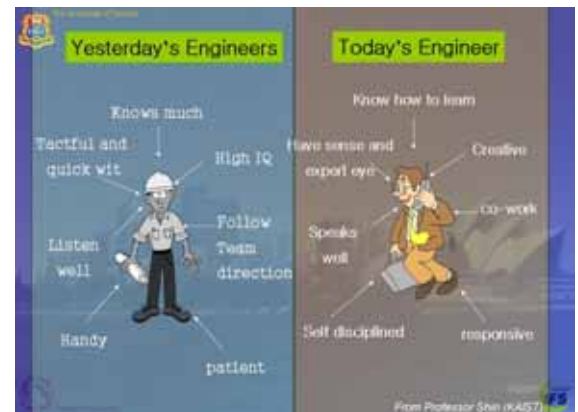 Yesterday's Engineers
Knows much
Tactful and
quick wit
High IQ
Follow
Team
direction
Listen
well
Handy
patient
Today's Engineer
Know how to learn
Have sense and
expert eye
Creative
co-work
Speaks
well
Self disciplined
responsive
From Professor Shin (KAIST)